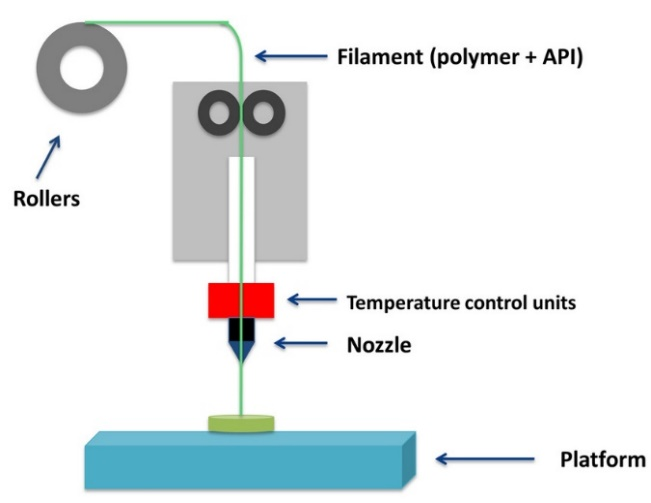 Filament (polymer + API)
Rollers
Temperature control units
Nozzle
Platform